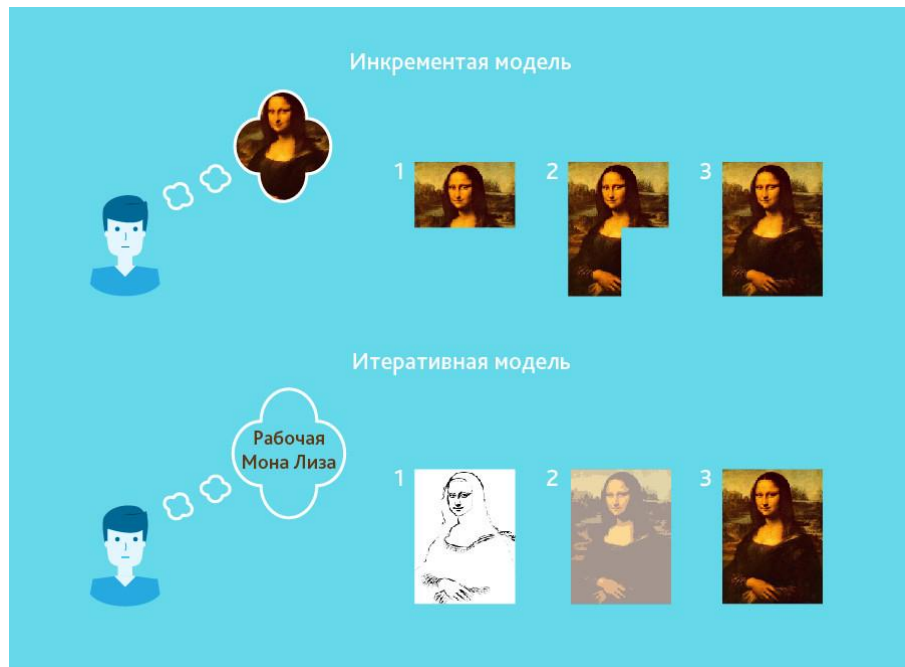 Инкрементая модель
1 2 3
Итеративная модель
Рабочая
Мона Лиза
1 2 3